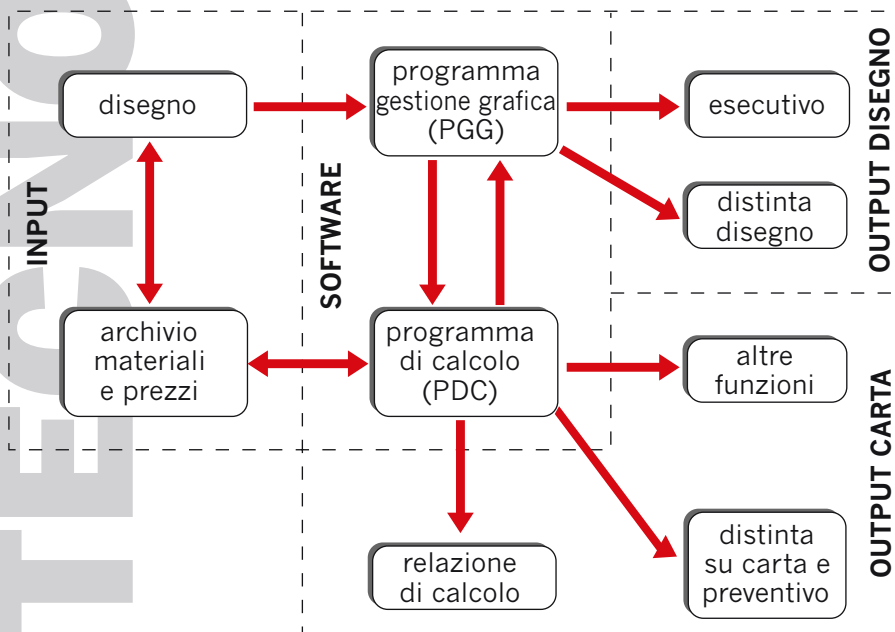 TECNO
INPUT
disegno
archivio
materiali
e prezzi
SOFTWARE
programma
gestione grafica
(PGG)
programma
di calcolo
(PDC)
relazione
di calcolo
OUTPUT DISEGNO
esecutivo
distinta
disegno
OUTPUT CARTA
altre
funzioni
distinta
su carta e
preventivo